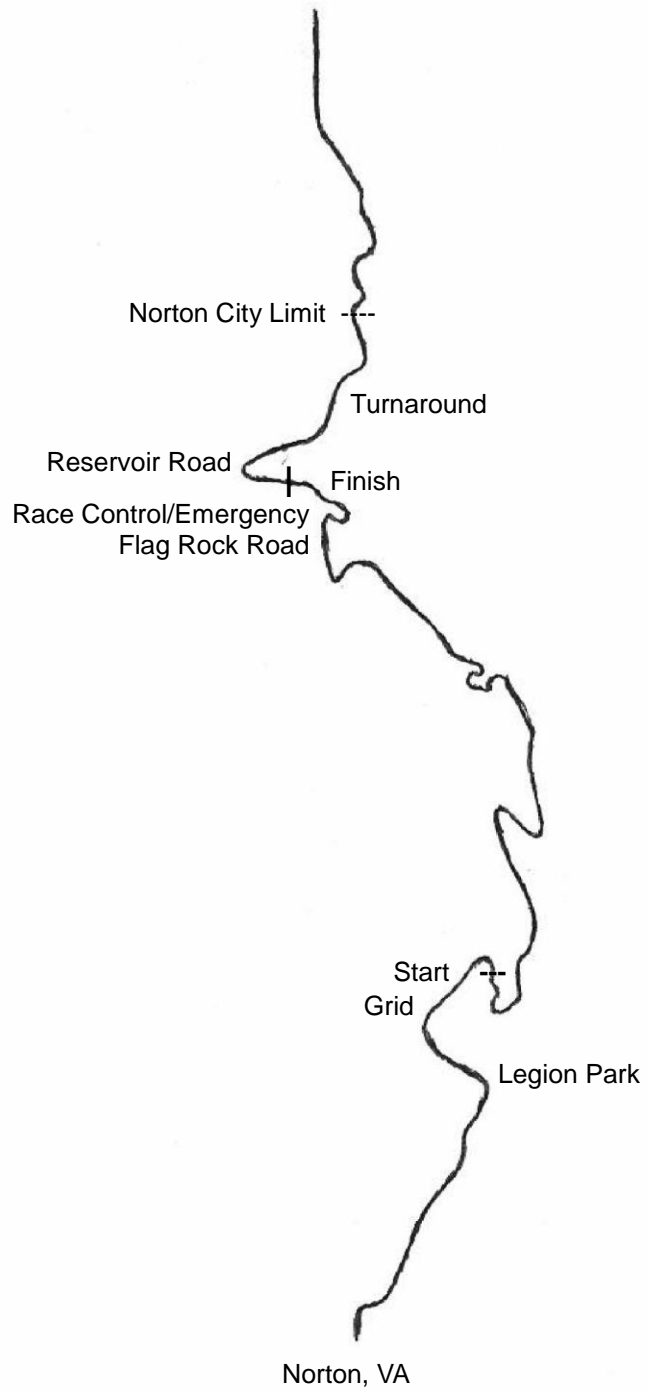 Norton City Limit
Turnaround
Reservoir Road
Finish
Race Control/Emergency
Flag Rock Road
Start
Grid
Legion Park
Norton, VA